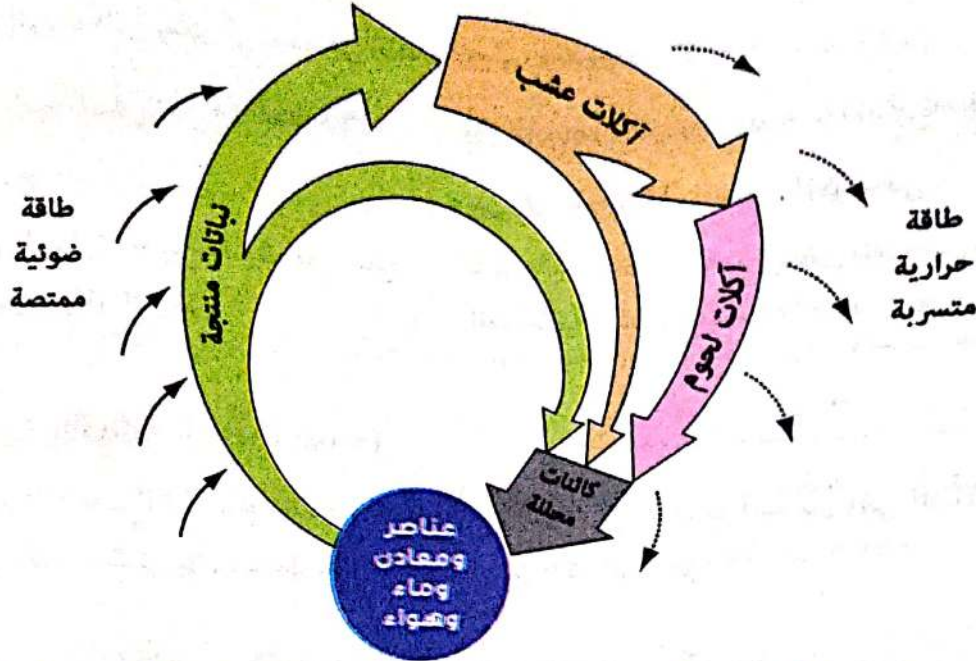 آكلات عشب
نباتات منتجة
طاقة
ضوئية
ممتصة
طاقة
حرارية
متسربة
آكلات لحوم
كائنات
محللة
عناصر
ومعادن
وماء
وهواء